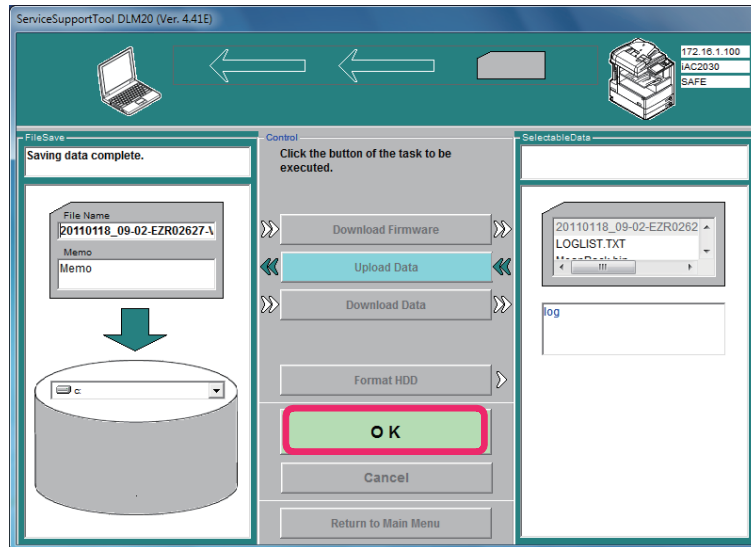 ServiceSupportTool DLM20 (Ver. 4.41E)
172.16.1.100
iAC2030
SAFE
FileSave
Saving data complete.
File Name
20110118_09-02-EZR02627-
Memo
Memo
c:
Control
Click the button of the task to be
executed.
Download Firmware
Upload Data
Download Data
Format HDD
O K
Cancel
Return to Main Menu
SelectableData
20110118_09-02-EZR0262
LOGLIST.TXT
log